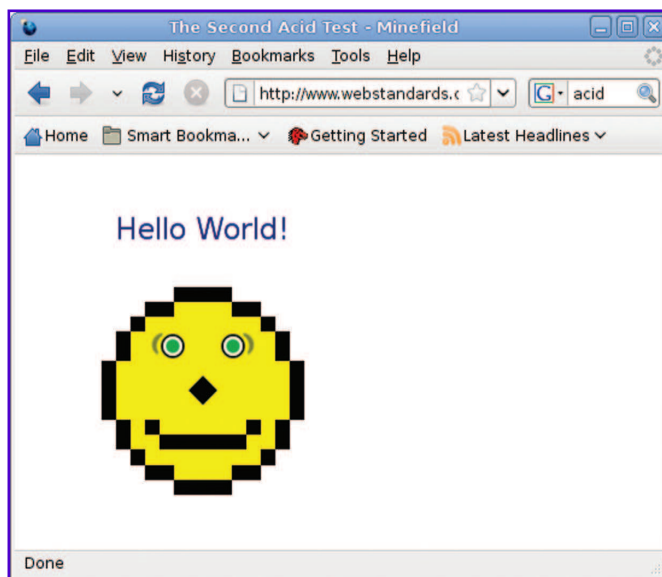 The Second Acid Test - Minefield
File Edit View History Bookmarks Tools Help
http://www.webstandards.c G acid
Home Smart Bookma... Getting Started Latest Headlines
Hello World!
Done